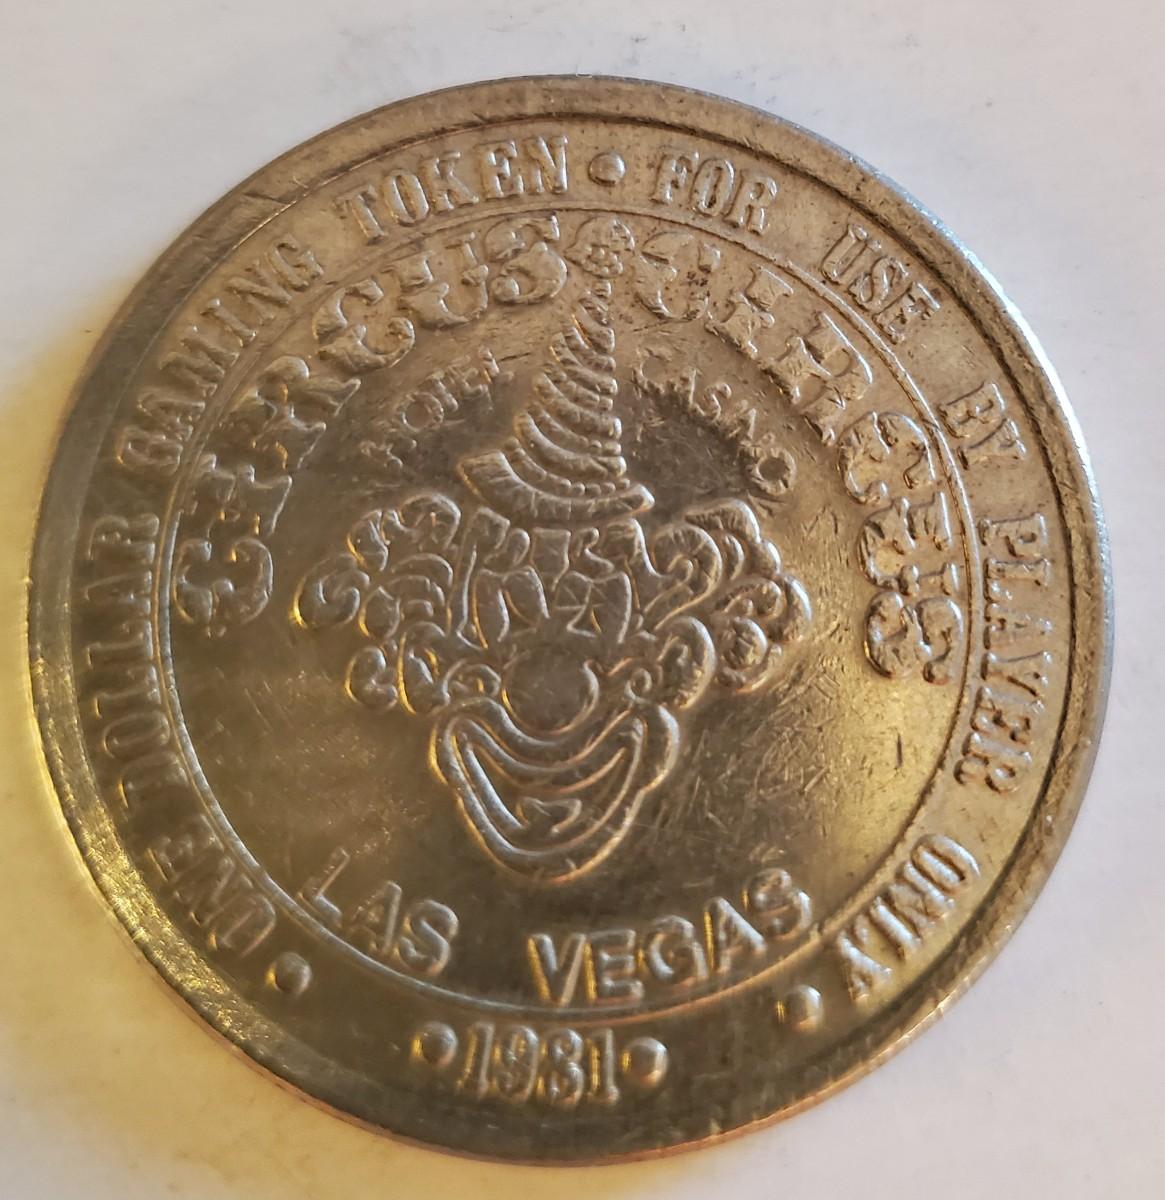 ONE DOLLAR GAMING TOKEN • FOR USE BY PLAYER ONLY
CIRCUS CIRCUS
HOTEL CASINO
LAS VEGAS
• 1981 •